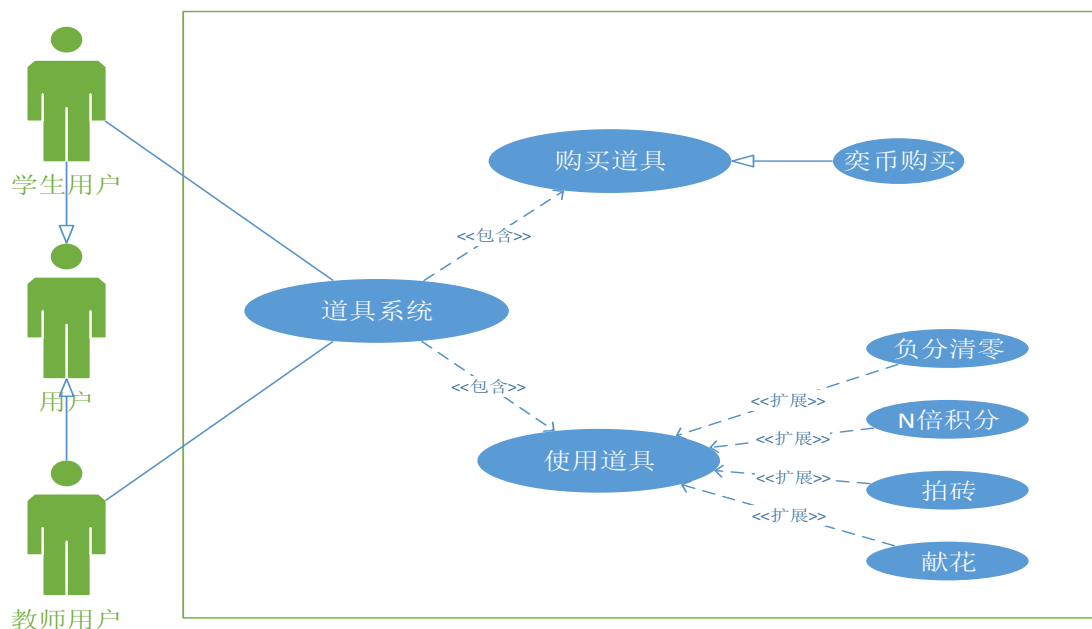 学生用户
用户
教师用户
购买道具
奕币购买
<<包含>>
道具系统
<<包含>>
使用道具
负分清零
<<扩展>>
N倍积分
<<扩展>>
拍砖
<<扩展>>
献花
<<扩展>>